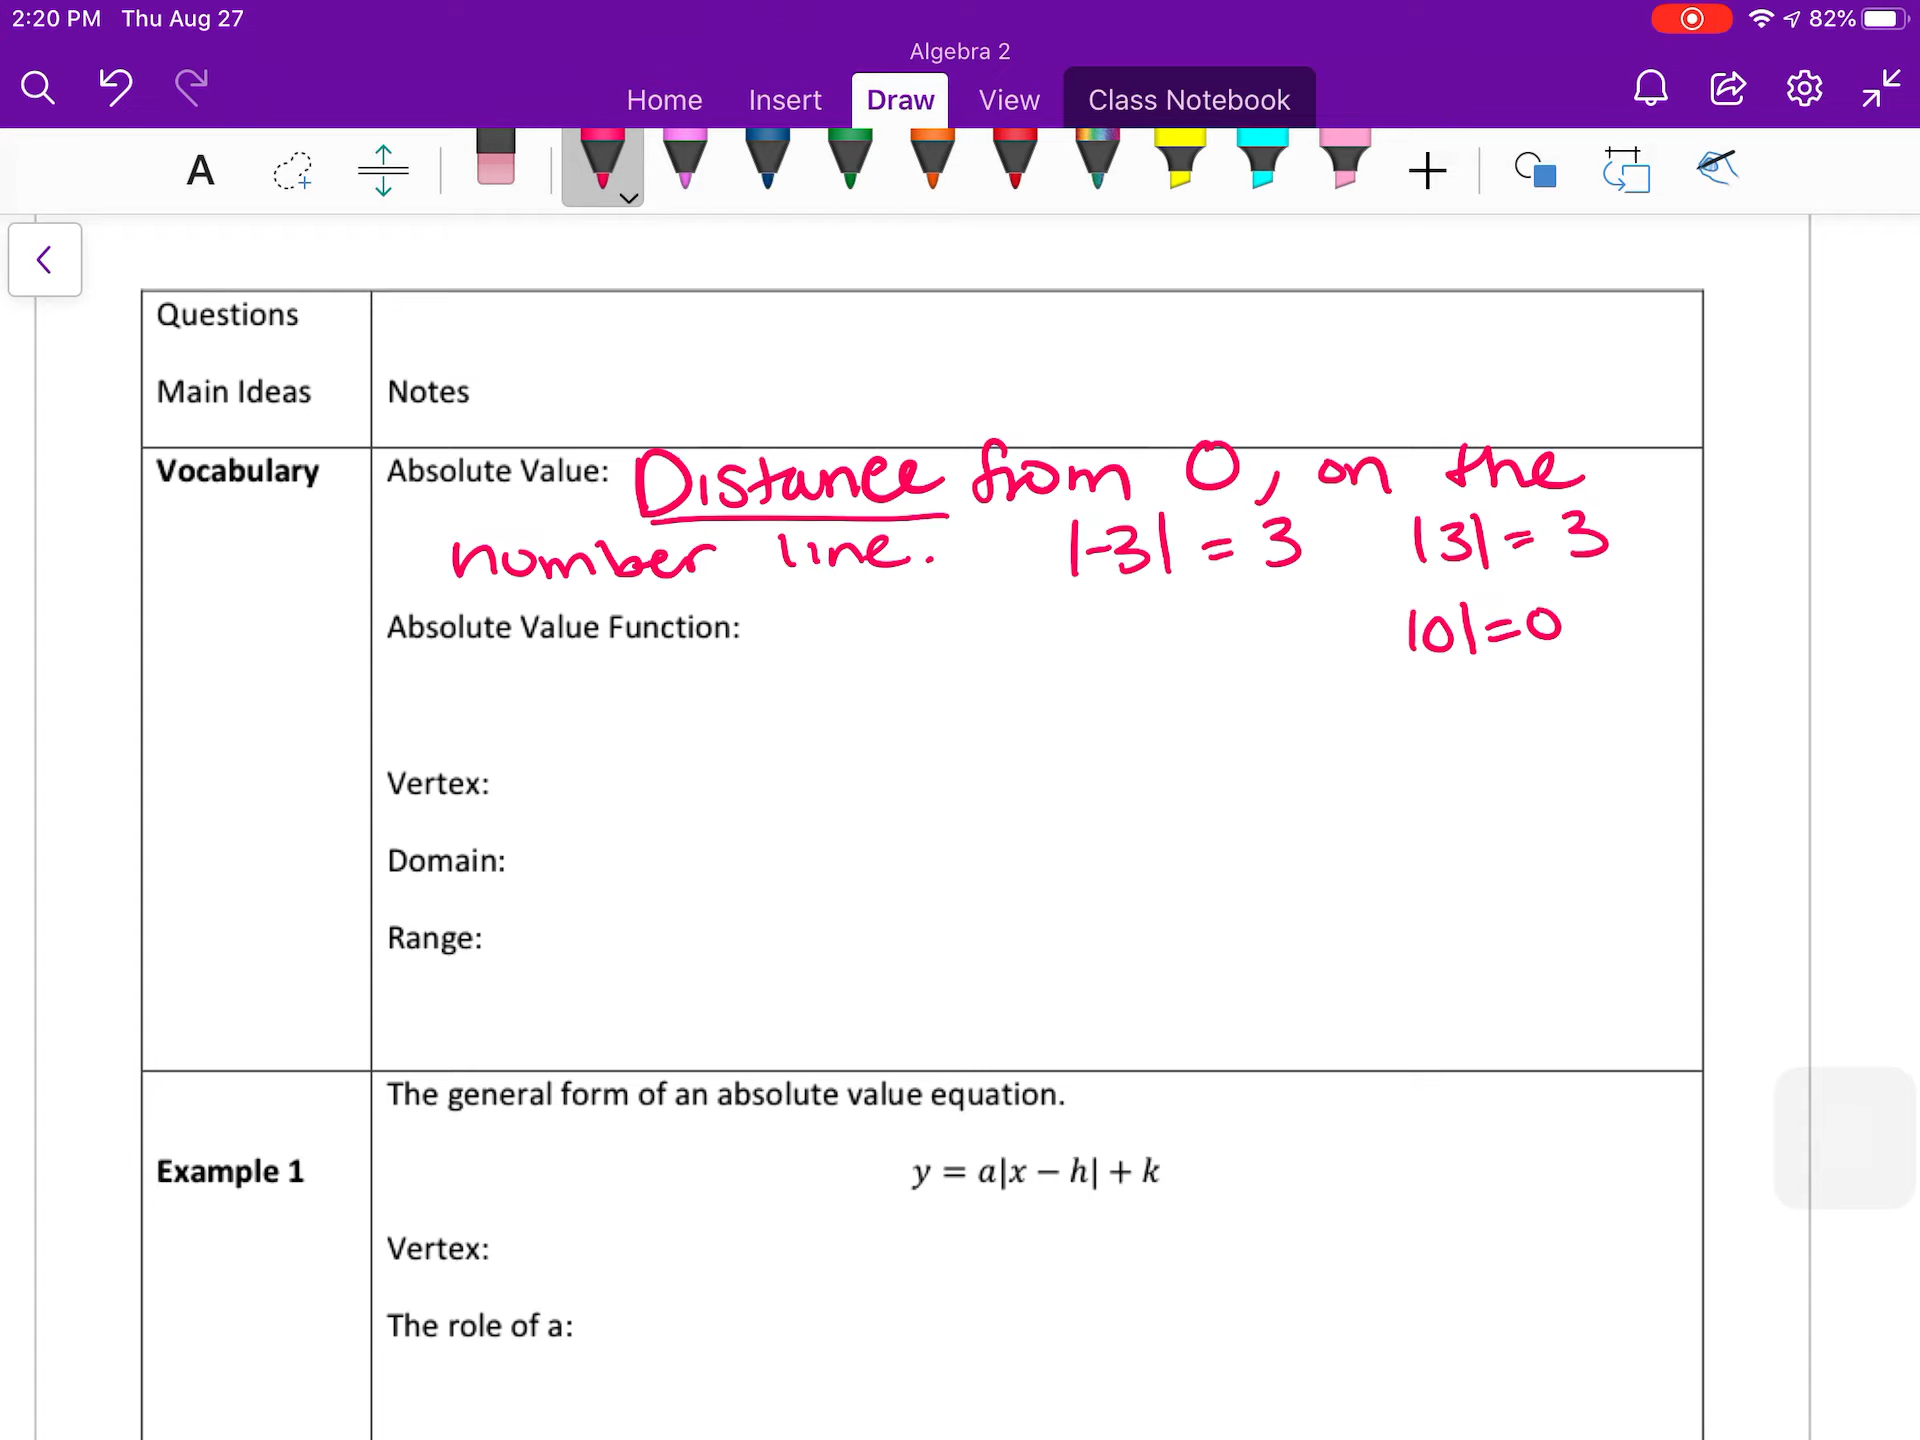 2:20 PM Thu Aug 27
82%
Algebra 2
Home Insert Draw View Class Notebook
A
Questions
Main Ideas Notes
Vocabulary Absolute Value: Distance from 0, on the
number line. |-3| = 3 |3| = 3
Absolute Value Function: |0|=0
Vertex:
Domain:
Range:
The general form of an absolute value equation.
Example 1 y = a|x − h| + k
Vertex:
The role of a: